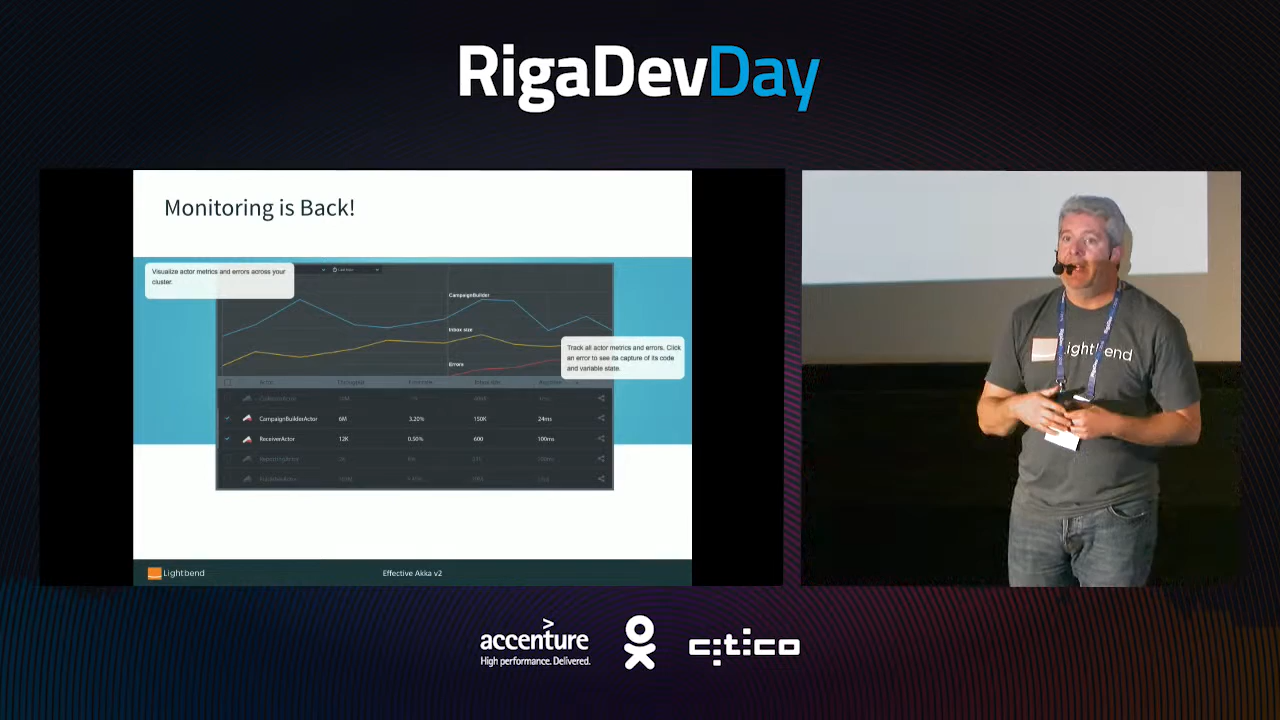 RigaDevDay
Monitoring is Back!
Visualize actor metrics and errors across your
cluster.
CampaignBuilder
Inbox size
Track all actor metrics and errors. Click
an error to see its capture of its code
and variable state.
Errors
Actor
CampaignBuilderActor 6M 3.20% 150K 24ms
ReceiverActor 12K 0.50% 600 100ms
Lightbend
Effective Akka v2
Lightbend
accenture
High performance. Delivered.
citico